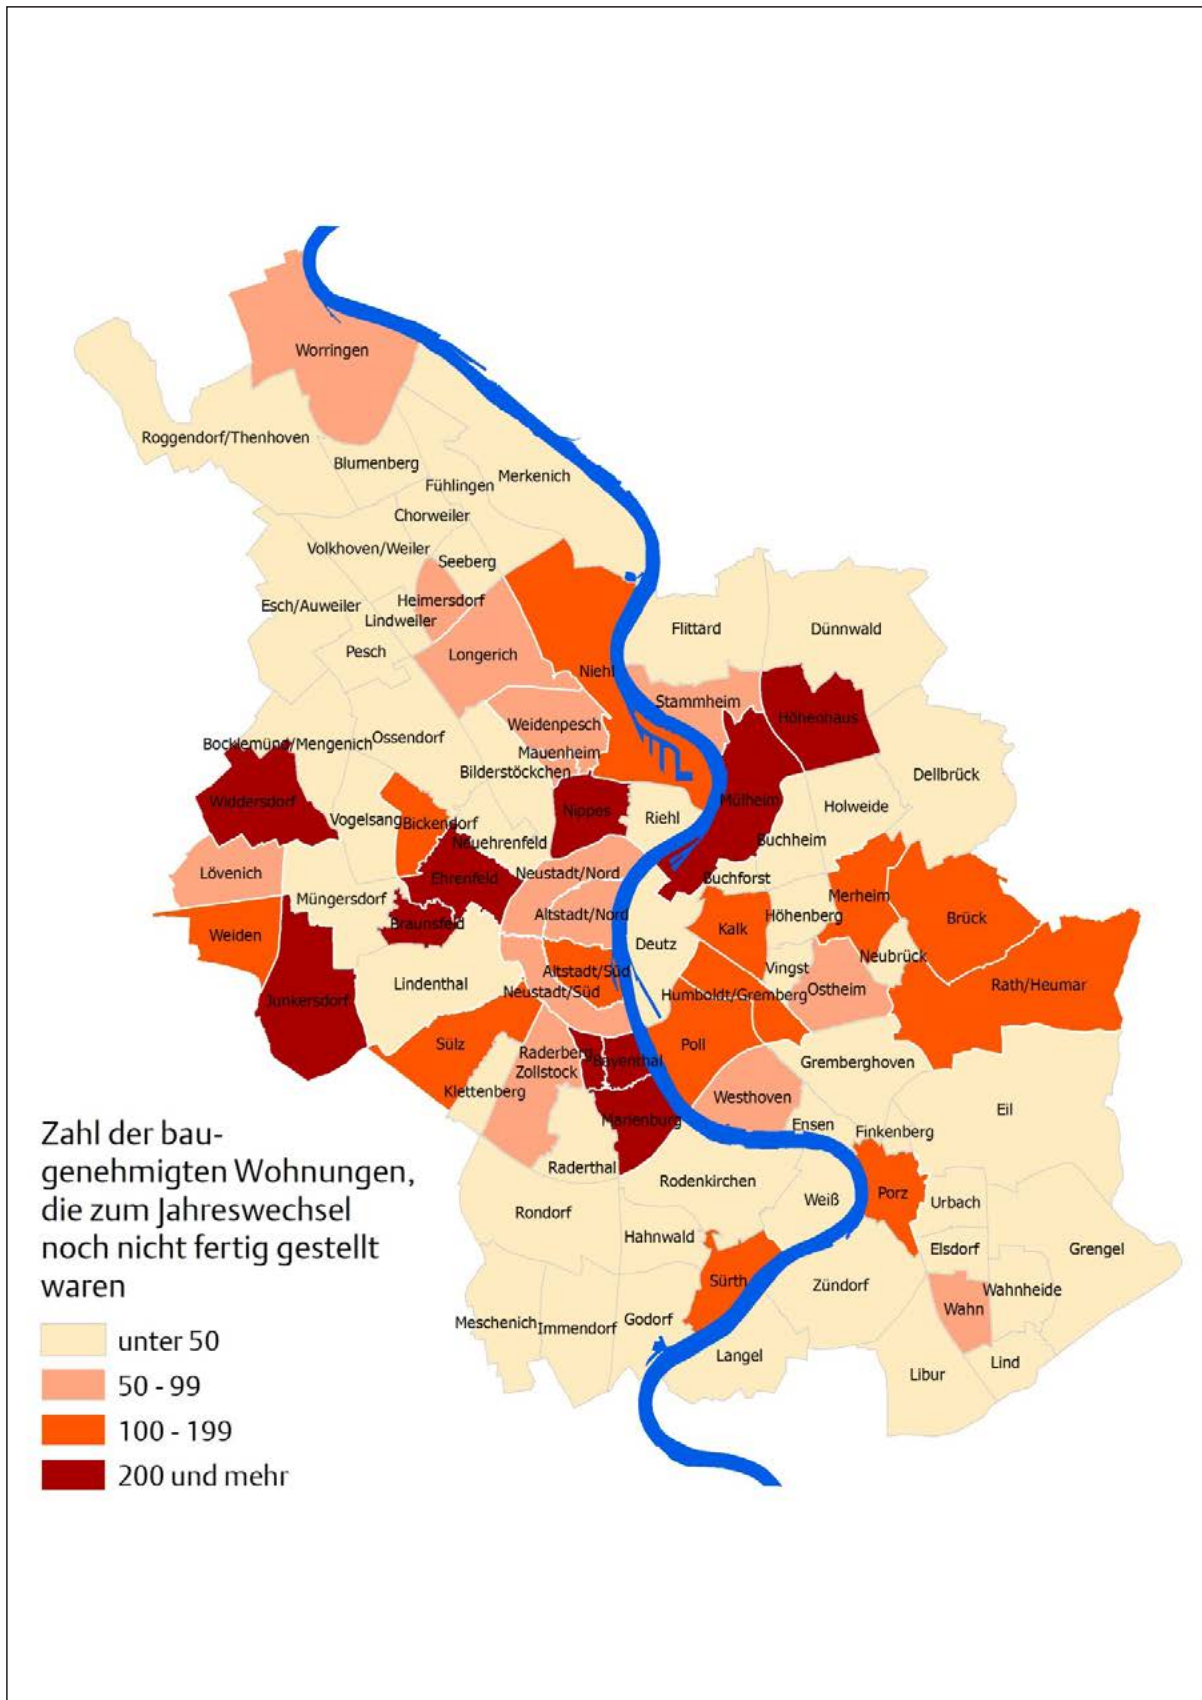 Worringen
Roggendorf/Thenhoven
Blumenberg
Merkenich
Fühlingen
Chorweiler
Volkhoven/Weiler
Seeberg
Esch/Auweiler
Heimersdorf
Lindweiler
Flittard
Dünnwald
Pesch
Longerich
Niehl
Stammheim
Höhenhaus
Weidenpesch
Ossendorf
Bocklemünd/Mengenich
Mauenheim
Bilderstöckchen
Dellbrück
Widdersdorf
Mülheim
Holweide
Nippes
Riehl
Vogelsang
Bickendorf
Neuehrenfeld
Buchheim
Lövenich
Neustadt/Nord
Ehrenfeld
Buchforst
Müngersdorf
Merheim
Altstadt/Nord
Höhenberg
Brück
Braunsfeld
Kalk
Weiden
Deutz
Neubrück
Vingst
Altstadt/Süd
Lindenthal
Rath/Heumar
Neustadt/Süd
Humboldt/Gremberg
Ostheim
Junkersdorf
Sülz
Poll
Raderberg
Bayenthal
Zollstock
Gremberghoven
Klettenberg
Westhoven
Eil
Marienburg
Ensen
Finkenberg
Raderthal
Rodenkirchen
Weiß
Porz
Urbach
Rondorf
Hahnwald
Elsdorf
Grengel
Sürth
Zündorf
Wahnheide
Wahn
Meschenich
Immendorf
Godorf
Langel
Libur
Lind
Zahl der bau-
genehmigten Wohnungen,
die zum Jahreswechsel
noch nicht fertig gestellt
waren
unter 50
50 - 99
100 - 199
200 und mehr